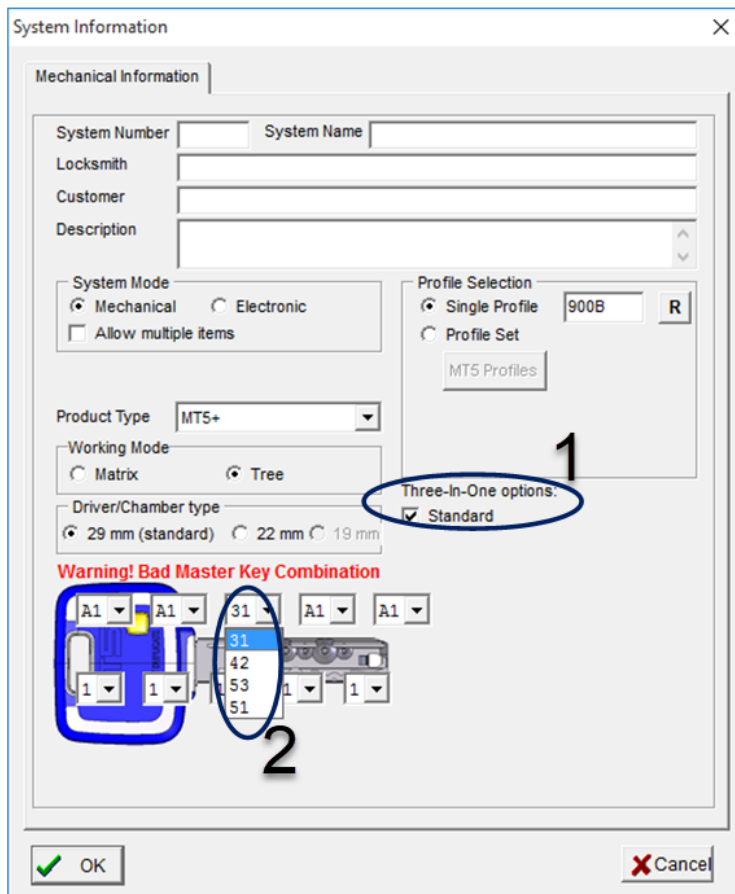 System Information
Mechanical Information
System Number
System Name
Locksmith
Customer
Description
System Mode
Mechanical
Electronic
Allow multiple items
Profile Selection
Single Profile
900B
R
Profile Set
MT5 Profiles
Product Type
MT5+
Working Mode
Matrix
Tree
1
Three-In-One options:
Standard
Driver/Chamber type
29 mm (standard)
22 mm
19 mm
Warning! Bad Master Key Combination
A1
A1
31
A1
A1
31
42
53
51
1
1
1
1
1
2
OK
Cancel